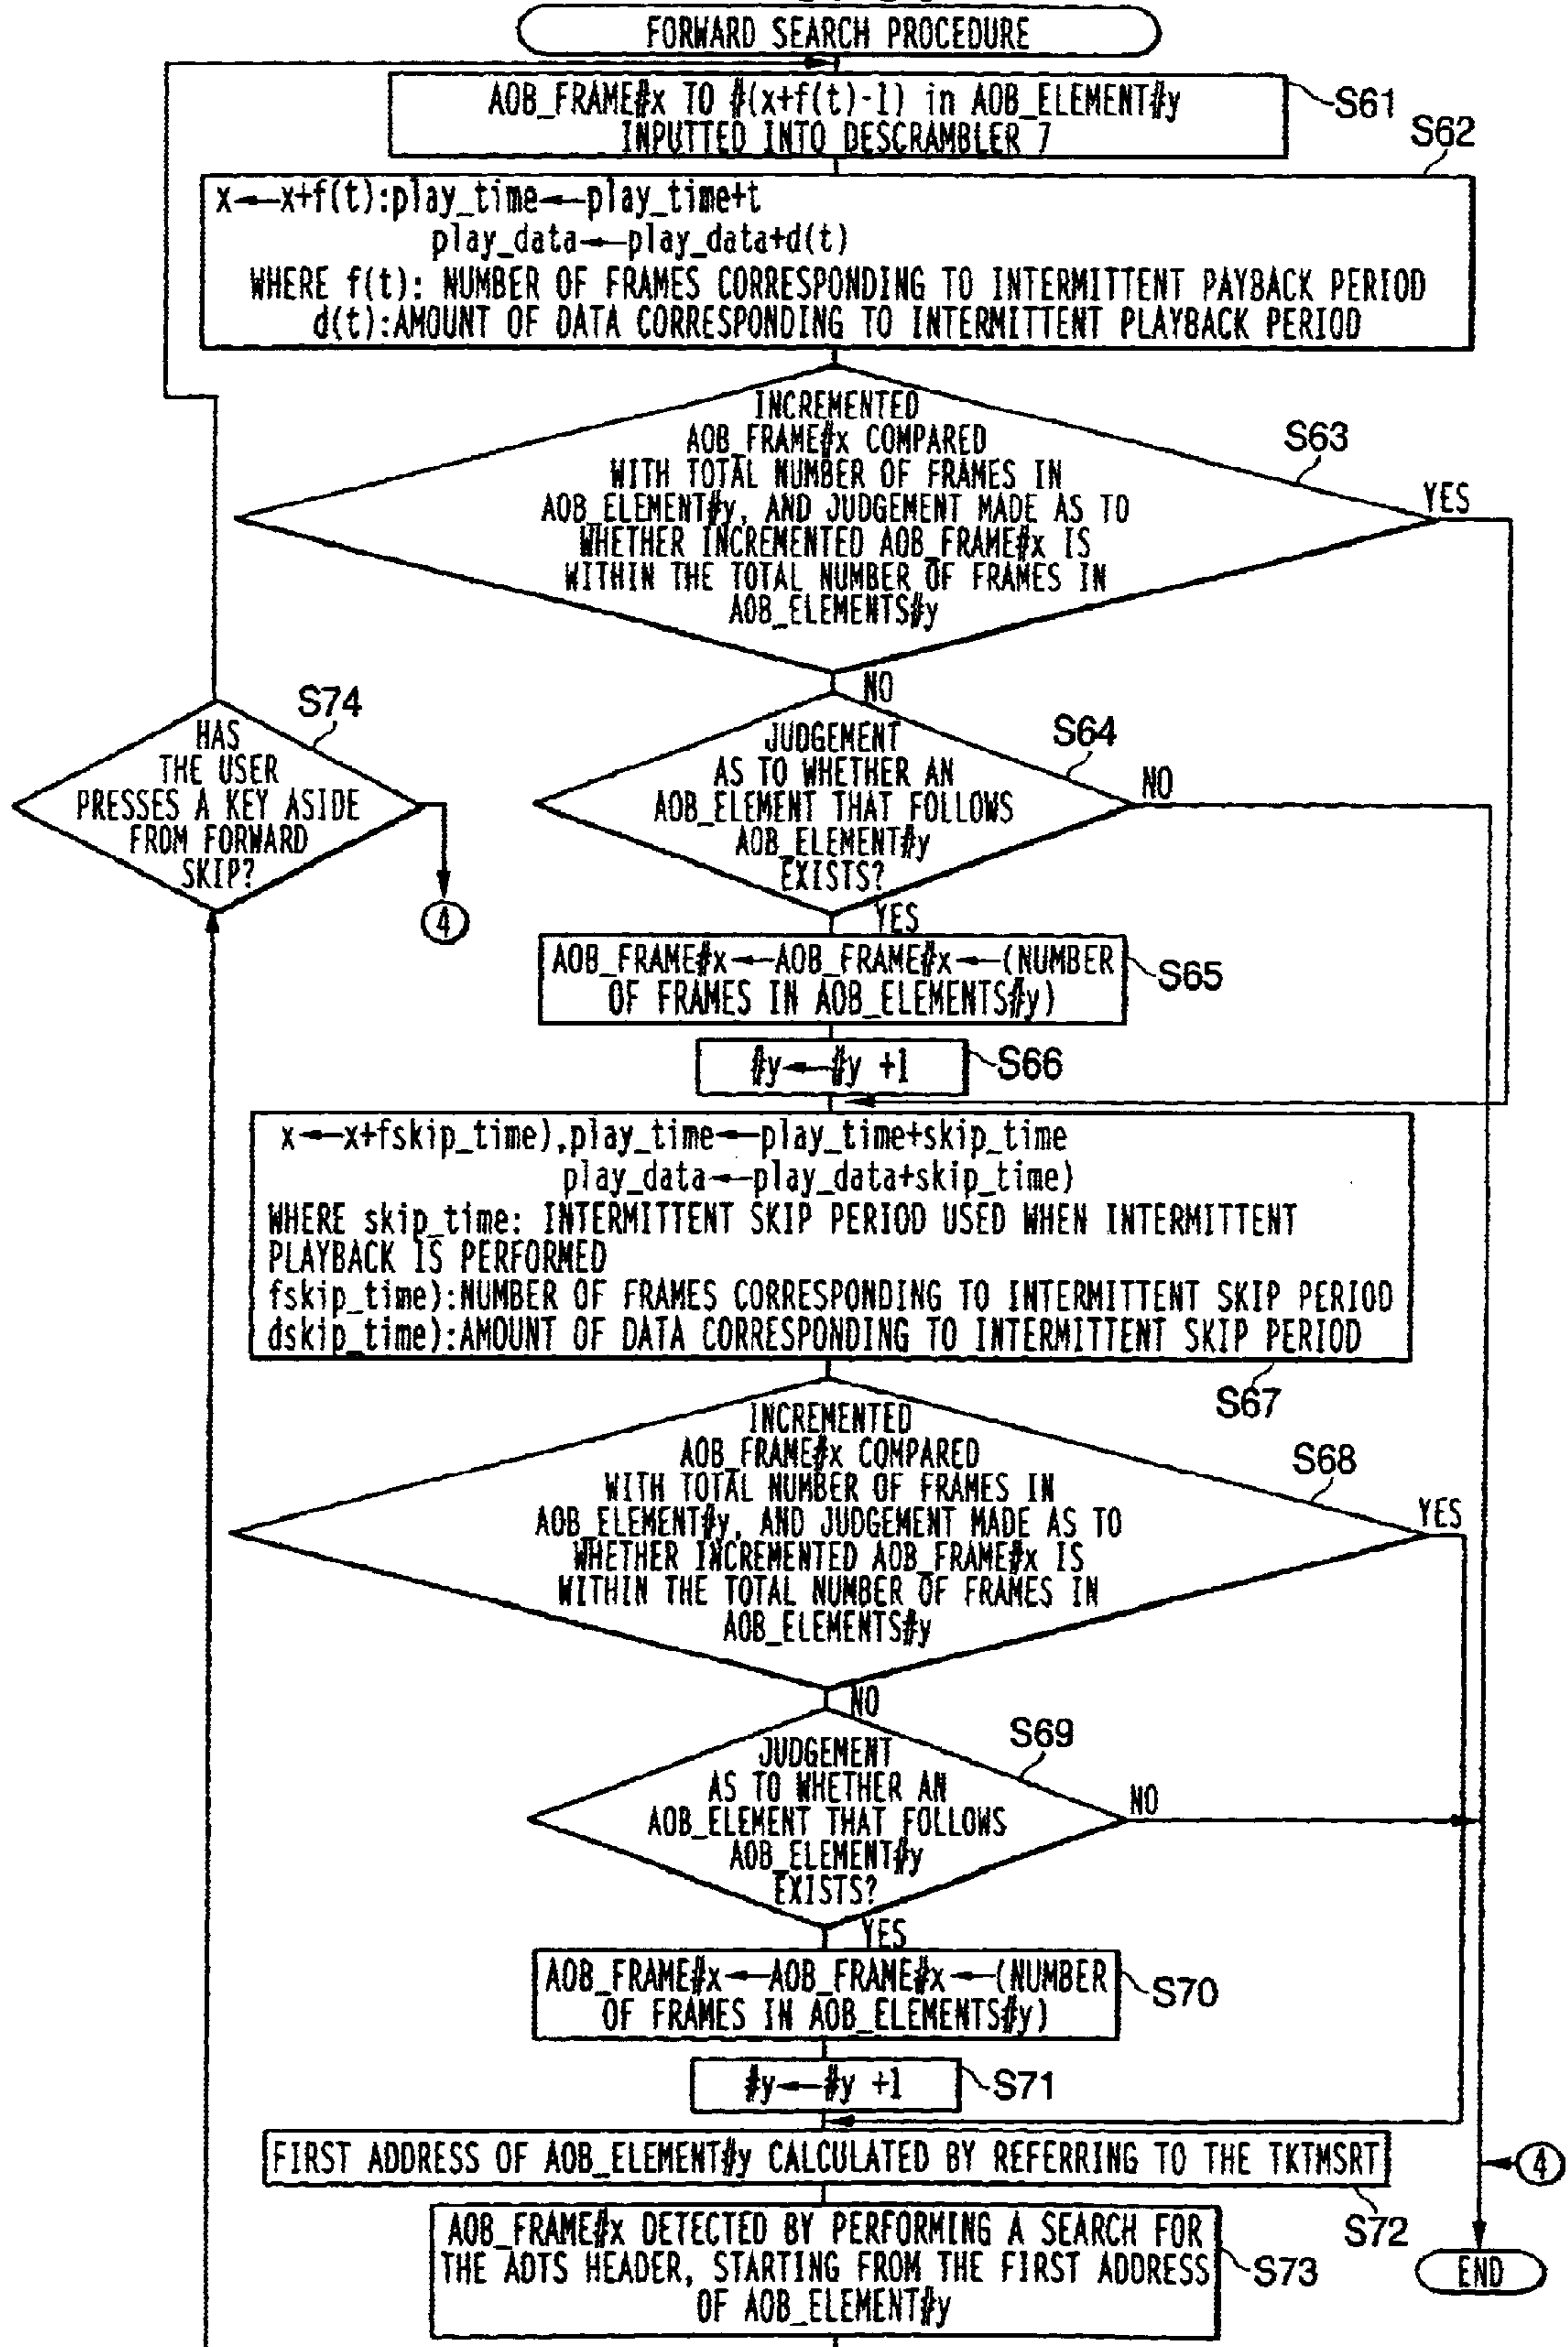 FORWARD SEARCH PROCEDURE
AOB_FRAME#x TO #(x+f(t)-1) in AOB_ELEMENT#y
INPUTTED INTO DESCRAMBLER 7
S61
S62
x←x+f(t):play_time←play_time+t
play_data←play_data+d(t)
WHERE f(t): NUMBER OF FRAMES CORRESPONDING TO INTERMITTENT PAYBACK PERIOD
d(t):AMOUNT OF DATA CORRESPONDING TO INTERMITTENT PLAYBACK PERIOD
INCREMENTED
AOB_FRAME#x COMPARED
WITH TOTAL NUMBER OF FRAMES IN
AOB_ELEMENT#y, AND JUDGEMENT MADE AS TO
WHETHER INCREMENTED AOB_FRAME#x IS
WITHIN THE TOTAL NUMBER OF FRAMES IN
AOB_ELEMENTS#y
S63
YES
NO
S74
HAS
THE USER
PRESSES A KEY ASIDE
FROM FORWARD
SKIP?
4
JUDGEMENT
AS TO WHETHER AN
AOB_ELEMENT THAT FOLLOWS
AOB_ELEMENT#y
EXISTS?
S64
NO
YES
AOB_FRAME#x←AOB_FRAME#x←(NUMBER
OF FRAMES IN AOB_ELEMENTS#y)
S65
#y←#y +1
S66
x←x+fskip_time),play_time←play_time+skip_time
play_data←play_data+skip_time)
WHERE skip_time: INTERMITTENT SKIP PERIOD USED WHEN INTERMITTENT
PLAYBACK IS PERFORMED
fskip_time):NUMBER OF FRAMES CORRESPONDING TO INTERMITTENT SKIP PERIOD
dskip_time):AMOUNT OF DATA CORRESPONDING TO INTERMITTENT SKIP PERIOD
S67
INCREMENTED
AOB_FRAME#x COMPARED
WITH TOTAL NUMBER OF FRAMES IN
AOB_ELEMENT#y, AND JUDGEMENT MADE AS TO
WHETHER INCREMENTED AOB_FRAME#x IS
WITHIN THE TOTAL NUMBER OF FRAMES IN
AOB_ELEMENTS#y
S68
YES
NO
JUDGEMENT
AS TO WHETHER AN
AOB_ELEMENT THAT FOLLOWS
AOB_ELEMENT#y
EXISTS?
S69
NO
YES
AOB_FRAME#x←AOB_FRAME#x←(NUMBER
OF FRAMES IN AOB_ELEMENTS#y)
S70
#y←#y +1
S71
FIRST ADDRESS OF AOB_ELEMENT#y CALCULATED BY REFERRING TO THE TKTMSRT
S72
4
AOB_FRAME#x DETECTED BY PERFORMING A SEARCH FOR
THE ADTS HEADER, STARTING FROM THE FIRST ADDRESS
OF AOB_ELEMENT#y
S73
END